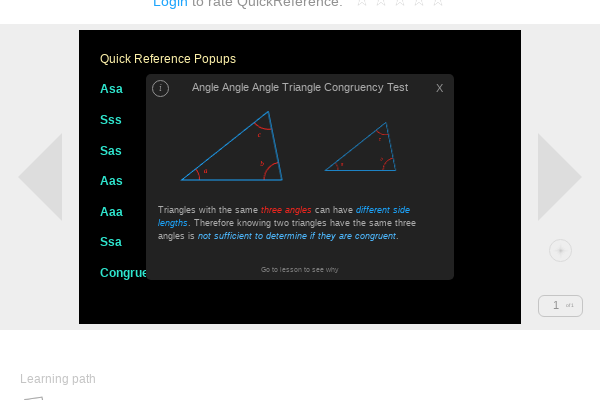 Login to rate QuickReference.
Quick Reference Popups
Asa
Sss
Sas
Aas
Aaa
Ssa
Congrue
i
Angle Angle Angle Triangle Congruency Test
X
c
a
b
Triangles with the same three angles can have different side
lengths. Therefore knowing two triangles have the same three
angles is not sufficient to determine if they are congruent.
Go to lesson to see why
1
Learning path